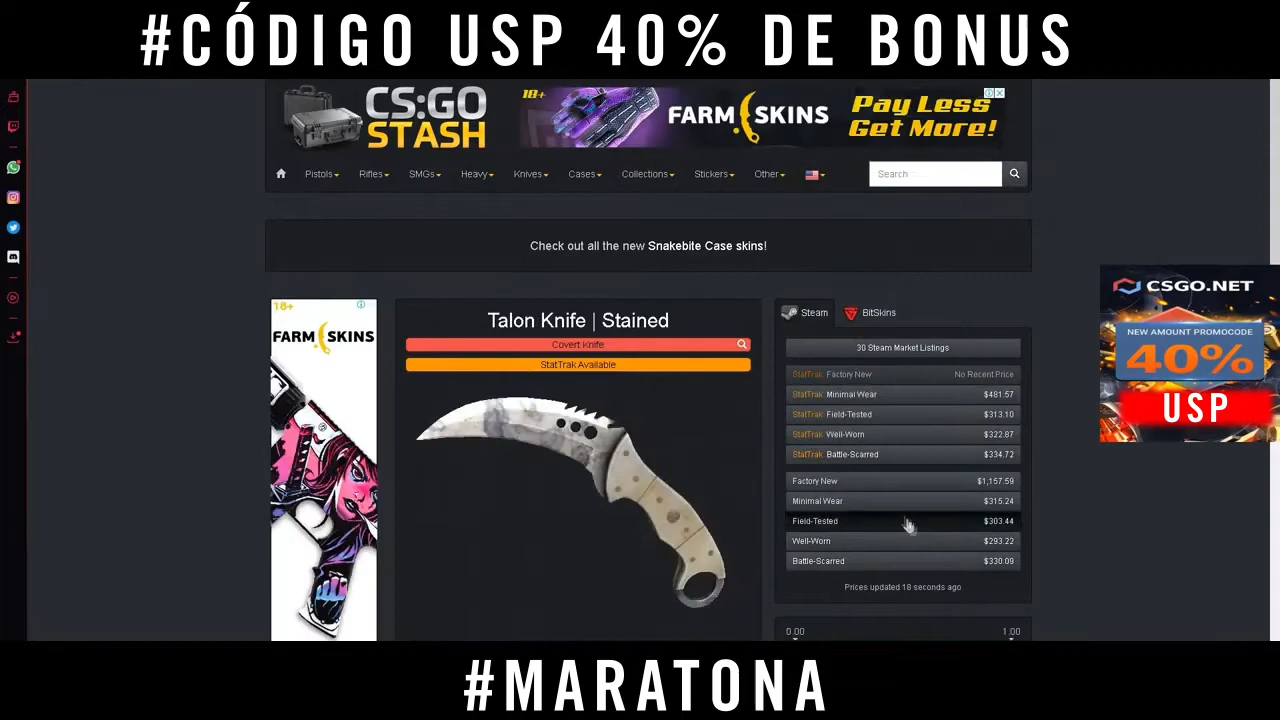 #CÓDIGO USP 40% DE BONUS
CS:GO
STASH
18+
FARM SKINS
Pay Less
Get More!
Pistols
Rifles
SMGs
Heavy
Knives
Cases
Collections
Stickers
Other
Search ...
Check out all the new Snakebite Case skins!
18+
FARM SKINS
Talon Knife | Stained
Covert Knife
StatTrak Available
Steam
BitSkins
30 Steam Market Listings
StatTrak Factory New No Recent Price
StatTrak Minimal Wear $481.57
StatTrak Field-Tested $313.10
StatTrak Well-Worn $322.87
StatTrak Battle-Scarred $334.72
Factory New $1,157.59
Minimal Wear $315.24
Field-Tested $303.44
Well-Worn $293.22
Battle-Scarred $330.09
Prices updated 18 seconds ago
0.00 1.00
CSGO.NET
NEW AMOUNT PROMOCODE
40%
USP
#MARATONA